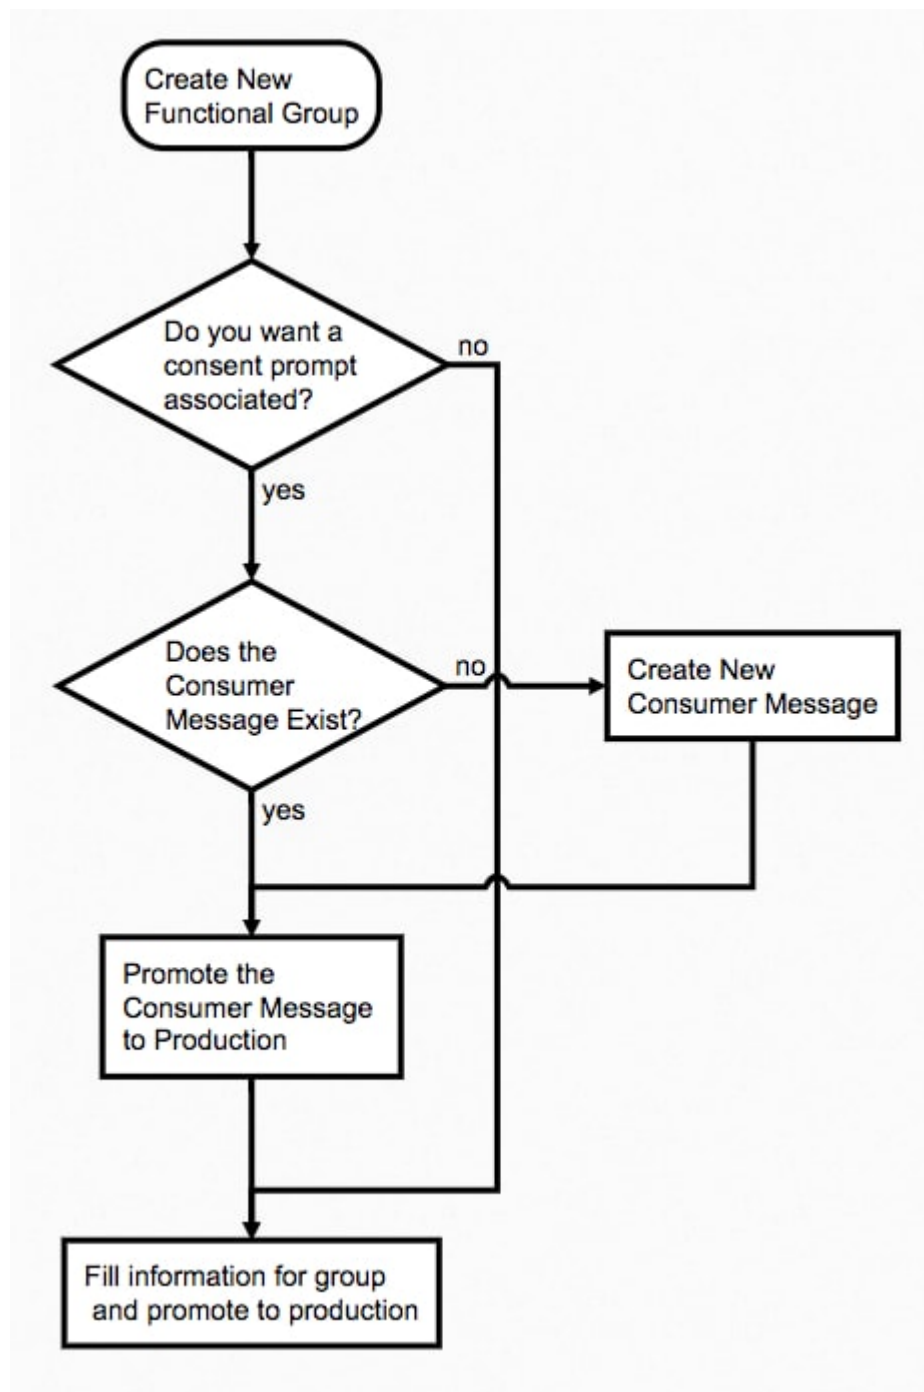 Create New
Functional Group
Do you want a
consent prompt
associated?
no
yes
Does the
Consumer
Message Exist?
no
Create New
Consumer Message
yes
Promote the
Consumer Message
to Production
Fill information for group
and promote to production